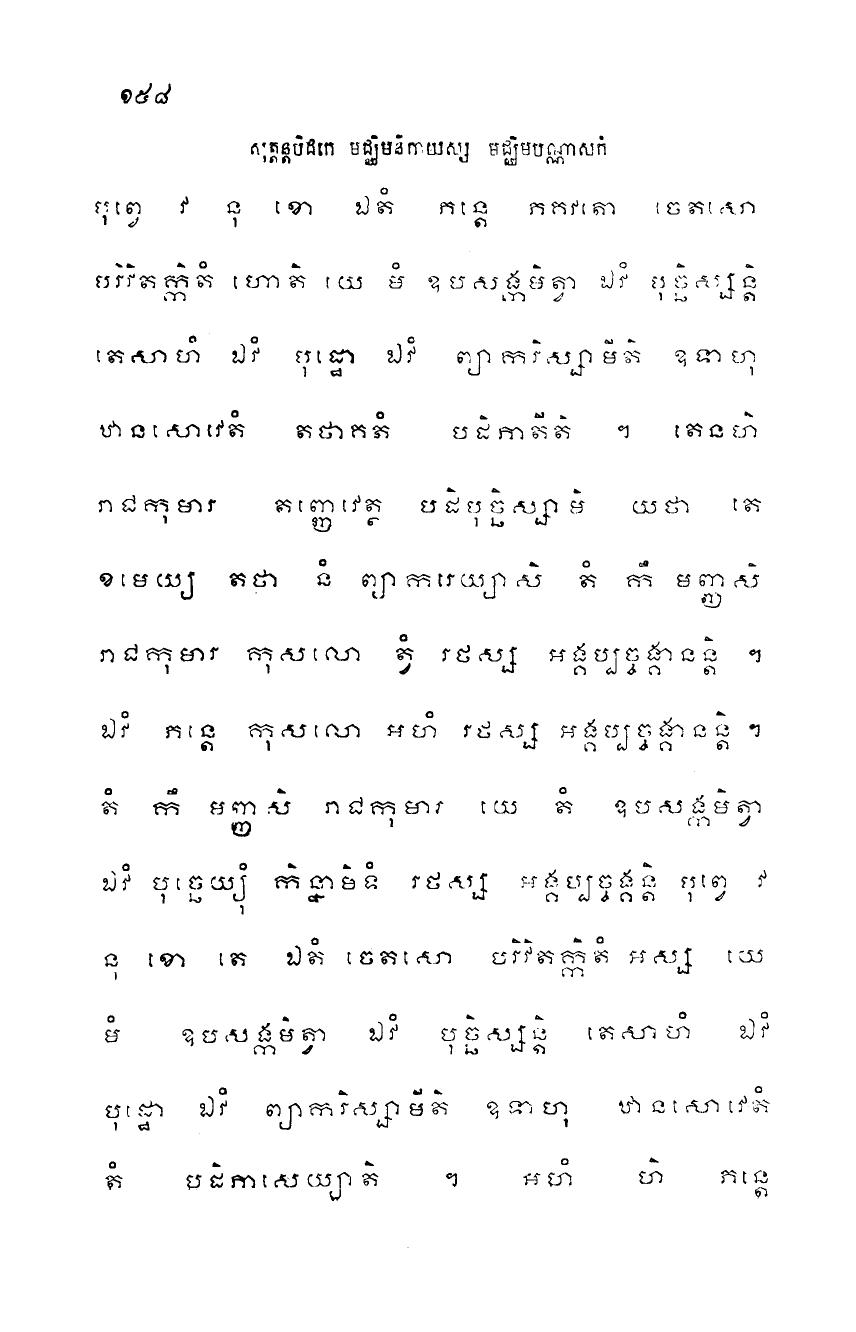 ១៥៨
សុត្តន្តបិដកេ មជ្ឈិមនិកាយស្ស មជ្ឈិមបណ្ណាសកំ
បុព្វេ វ នុ ខោ ឯតំ ភន្តេ ភគវតោ ចេតសោ
បរិវិតក្កិតំ ហោតិ យេ មំ ឧបសង្កមិត្វា ឯវំ បុច្ឆិស្សន្តិ
តេសាហំ ឯវំ បុដ្ឋោ ឯវំ ព្យាករិស្សាមីតិ ឧទាហុ
ឋានសោវេតំ តថាគតំ បដិភាតីតិ ។ តេនហិ
រាជកុមារ តញ្ញេវេត្ថ បដិបុច្ឆិស្សាមិ យថា តេ
ខមេយ្យ តថា នំ ព្យាករេយ្យាសិ តំ កឹ មញ្ញសិ
រាជកុមារ កុសលោ ត្វំ រថស្ស អង្គប្បច្ចង្គានន្តិ ។
ឯវំ ភន្តេ កុសលោ អហំ រថស្ស អង្គប្បច្ចង្គានន្តិ ។
តំ កឹ មញ្ញសិ រាជកុមារ យេ តំ ឧបសង្កមិត្វា
ឯវំ បុច្ឆេយ្យុំ កិន្នាមិទំ រថស្ស អង្គប្បច្ចង្គន្តិ បុព្វេ វ
នុ ខោ តេ ឯតំ ចេតសោ បរិវិតក្កិតំ អស្ស យេ
មំ ឧបសង្កមិត្វា ឯវំ បុច្ឆិស្សន្តិ តេសាហំ ឯវំ
បុដ្ឋោ ឯវំ ព្យាករិស្សាមីតិ ឧទាហុ ឋានសោវេតំ
តំ បដិភាសេយ្យាតិ ។ អហំ ហិ ភន្តេ